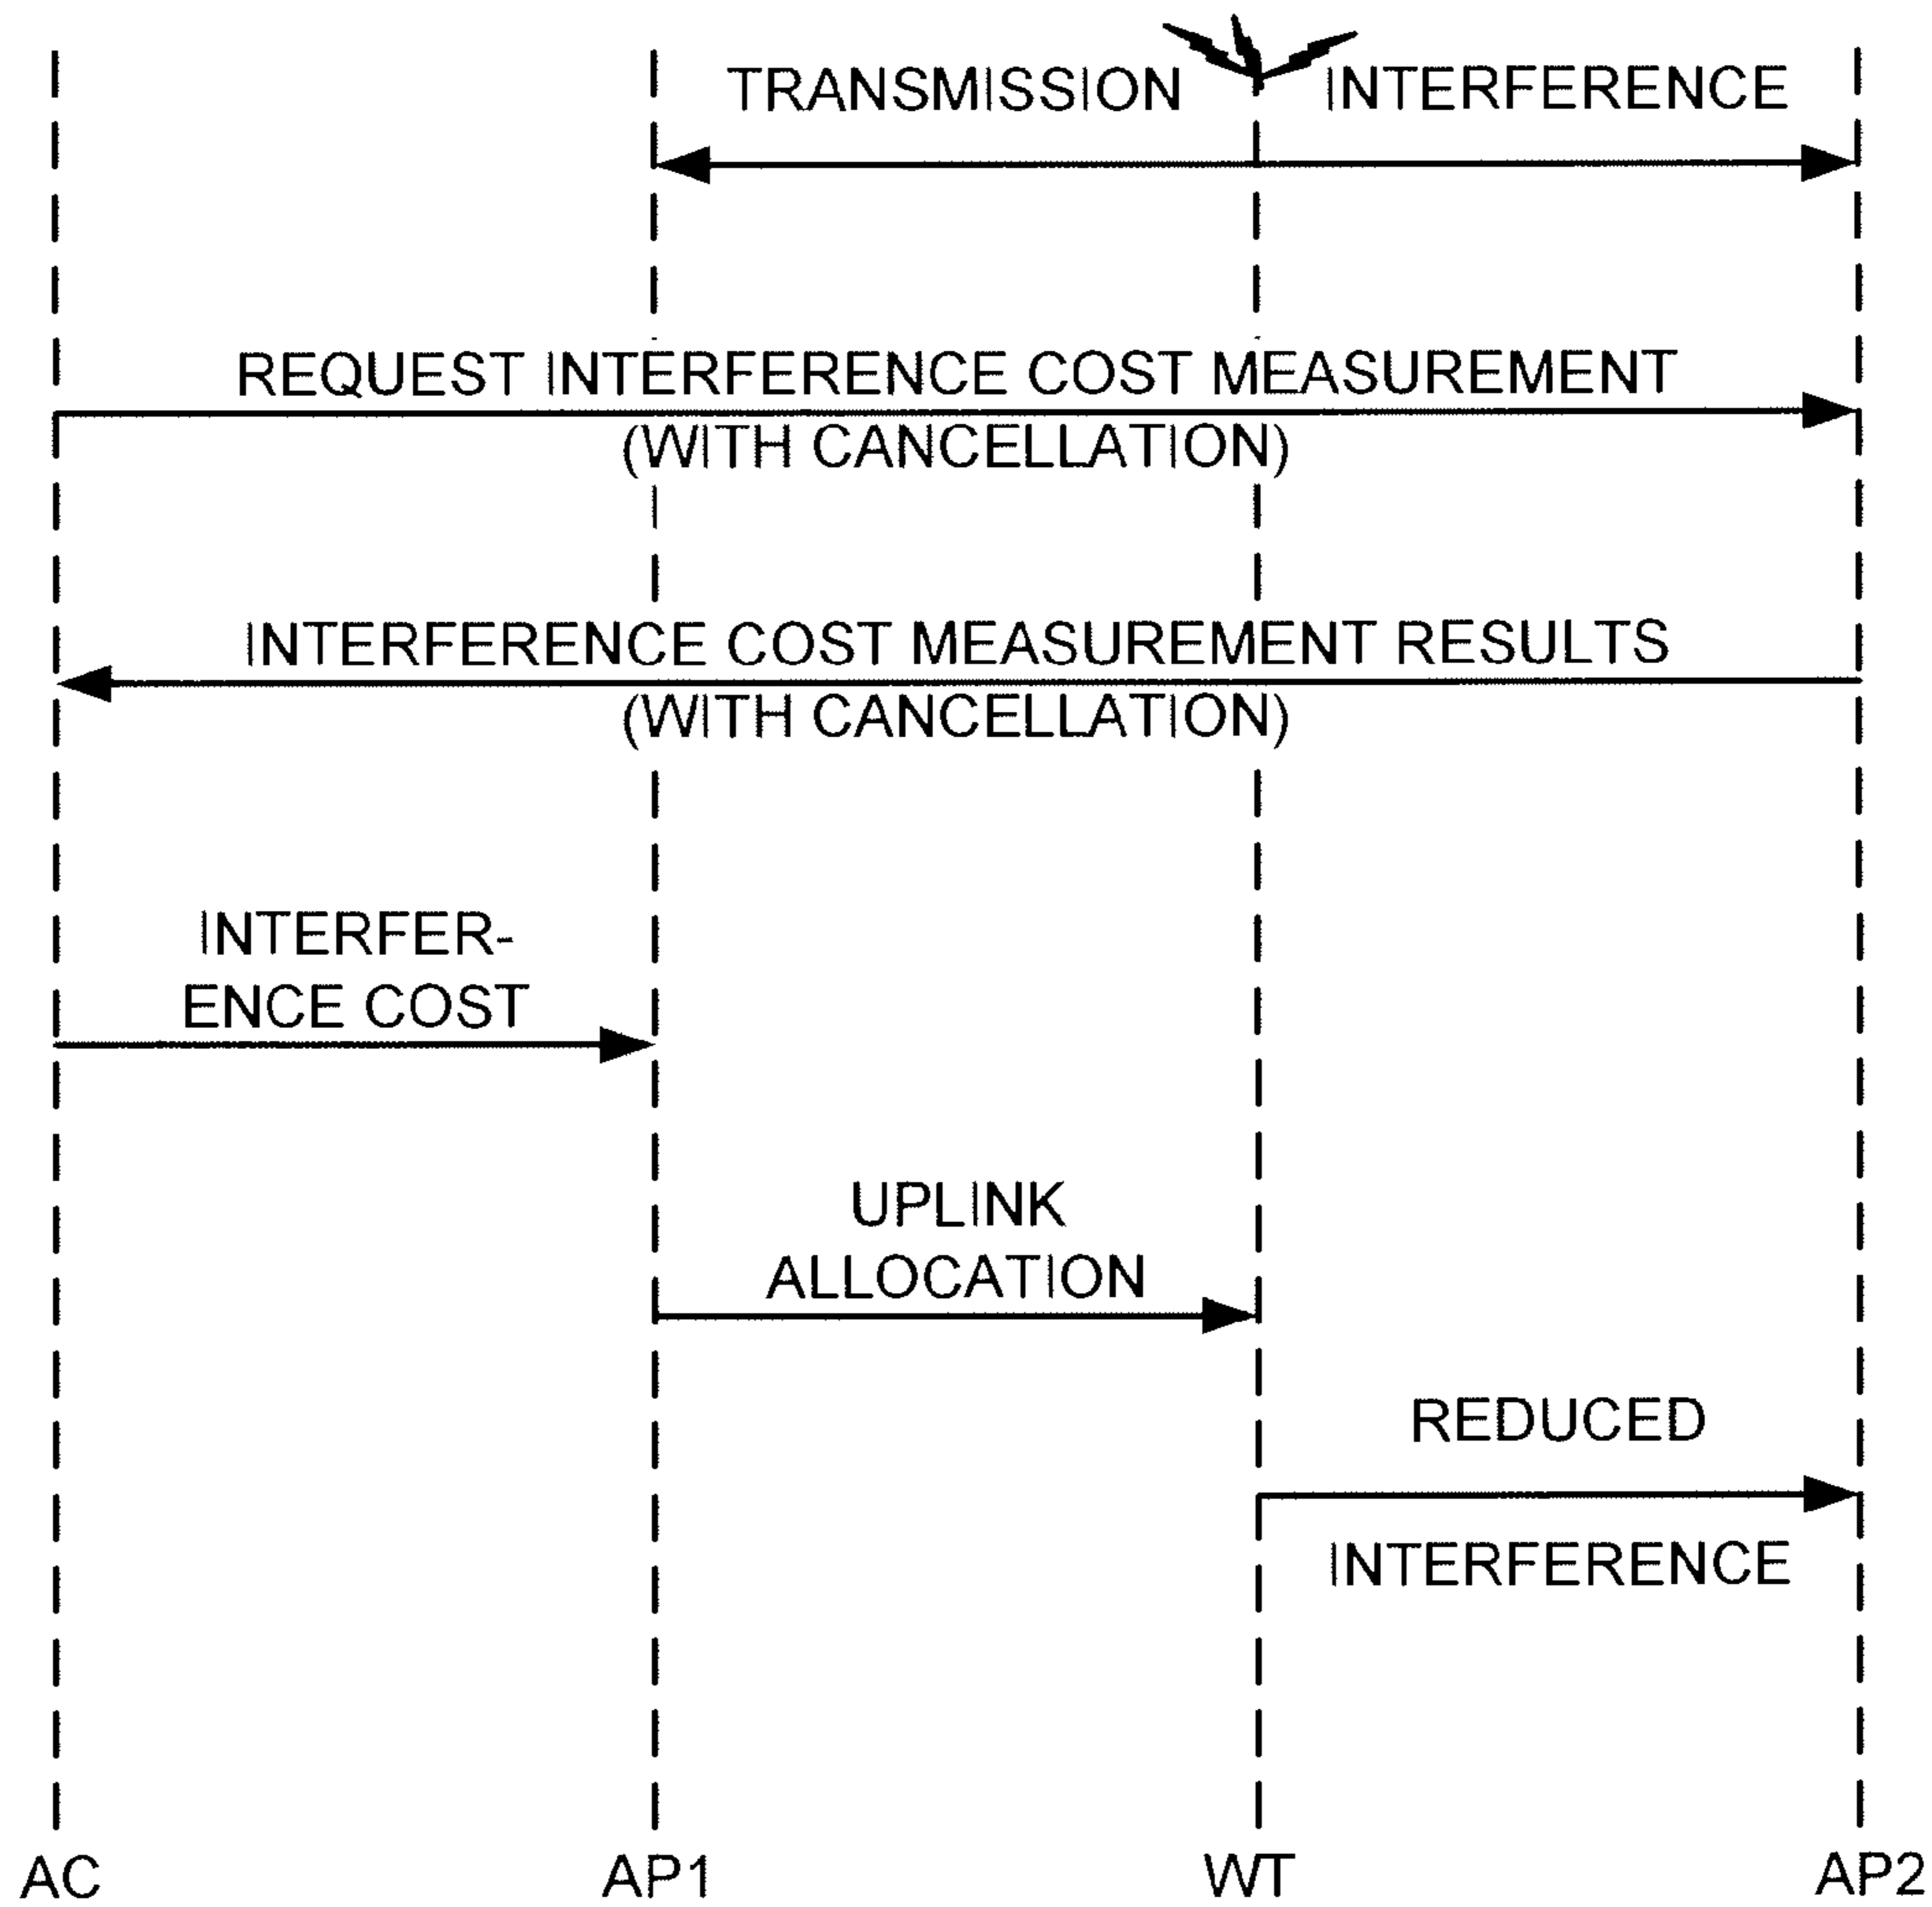 TRANSMISSION INTERFERENCE
REQUEST INTERFERENCE COST MEASUREMENT
(WITH CANCELLATION)
INTERFERENCE COST MEASUREMENT RESULTS
(WITH CANCELLATION)
INTERFER-
ENCE COST
UPLINK
ALLOCATION
REDUCED
INTERFERENCE
AC AP1 WT AP2